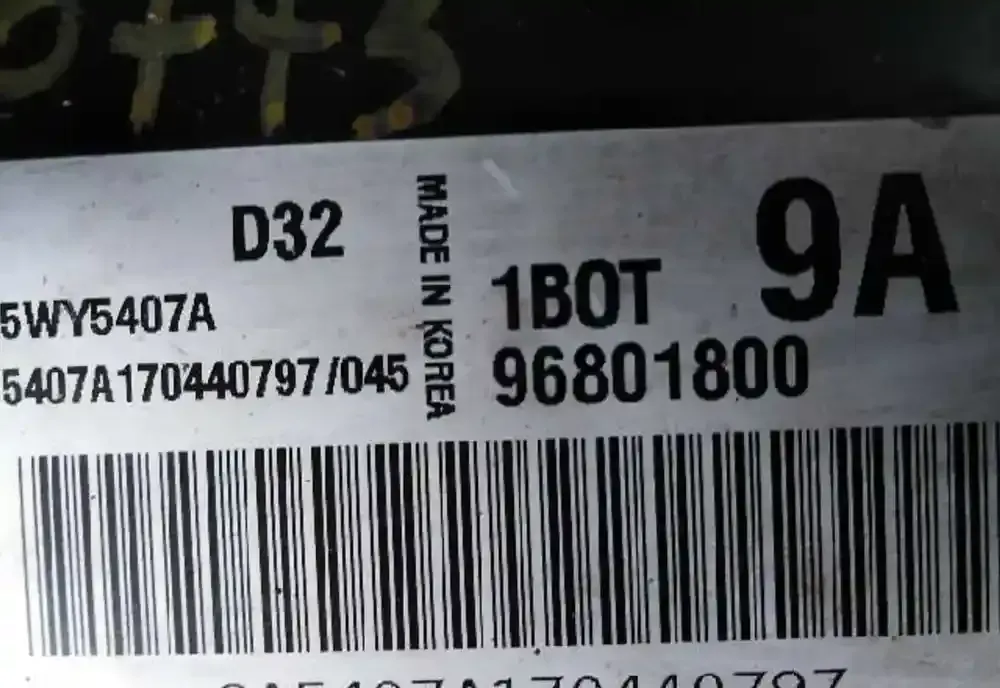 D32
5WY5407A
5407A170440797/045
MADE IN KOREA
1BOT
9A
96801800